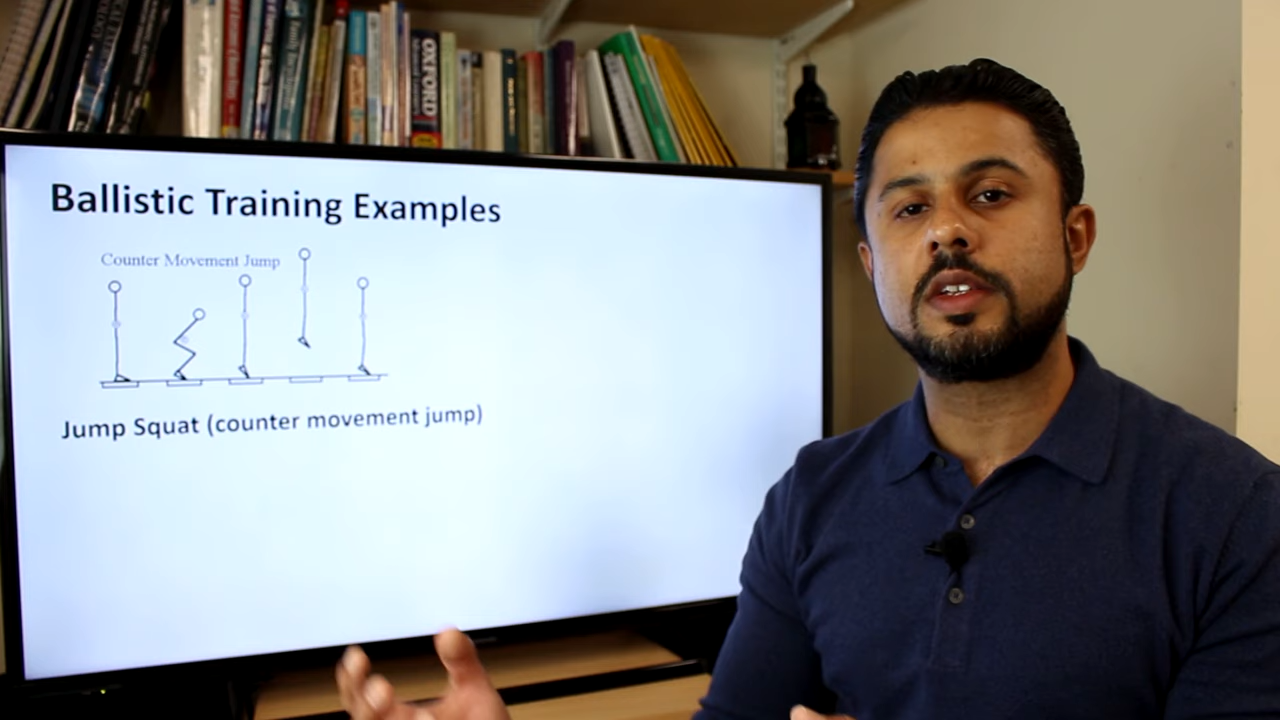 OXFORD
Ballistic Training Examples
Counter Movement Jump
Jump Squat (counter movement jump)